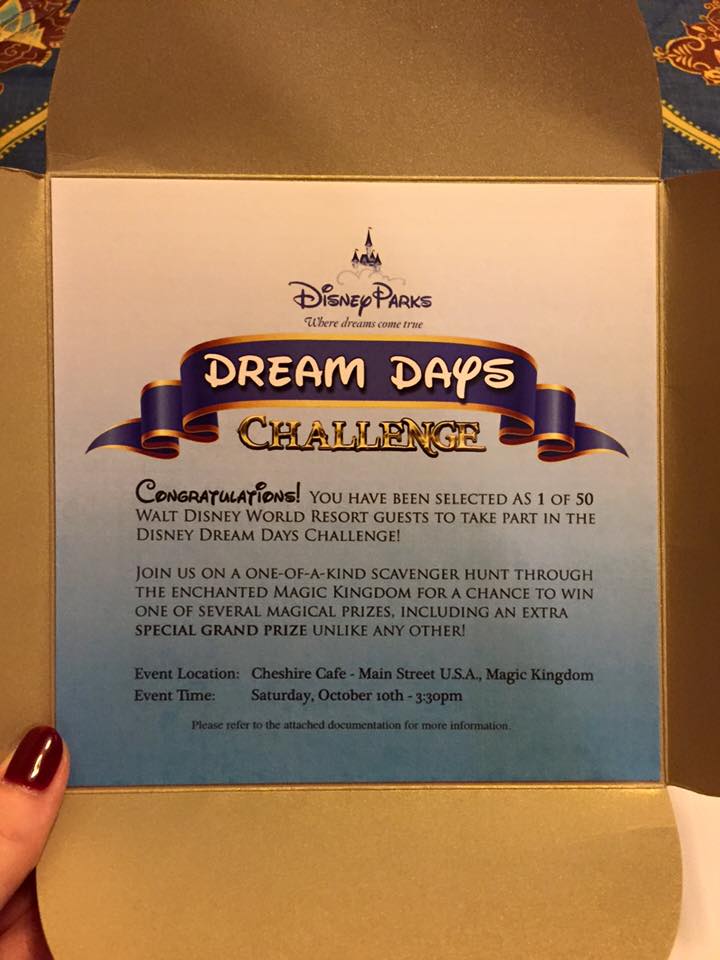 Disney Parks
Where dreams come true
DREAM DAYS
CHALLENGE
CONGRATULATIONS! YOU HAVE BEEN SELECTED AS 1 OF 50
WALT DISNEY WORLD RESORT GUESTS TO TAKE PART IN THE
DISNEY DREAM DAYS CHALLENGE!
JOIN US ON A ONE-OF-A-KIND SCAVENGER HUNT THROUGH
THE ENCHANTED MAGIC KINGDOM FOR A CHANCE TO WIN
ONE OF SEVERAL MAGICAL PRIZES, INCLUDING AN EXTRA
SPECIAL GRAND PRIZE UNLIKE ANY OTHER!
Event Location: Cheshire Cafe - Main Street U.S.A., Magic Kingdom
Event Time: Saturday, October 10th - 3:30pm
Please refer to the attached documentation for more information.